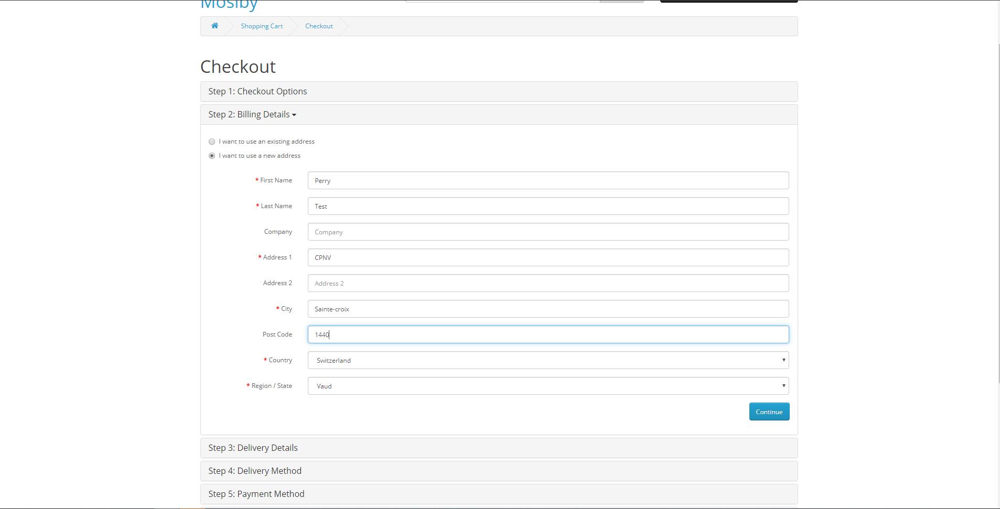 Mosiby
Shopping Cart
Checkout
Checkout
Step 1: Checkout Options
Step 2: Billing Details
I want to use an existing address
I want to use a new address
* First Name
Perry
* Last Name
Test
Company
Company
* Address 1
CPNV
Address 2
Address 2
* City
Sainte-croix
Post Code
1440
* Country
Switzerland
* Region / State
Vaud
Continue
Step 3: Delivery Details
Step 4: Delivery Method
Step 5: Payment Method